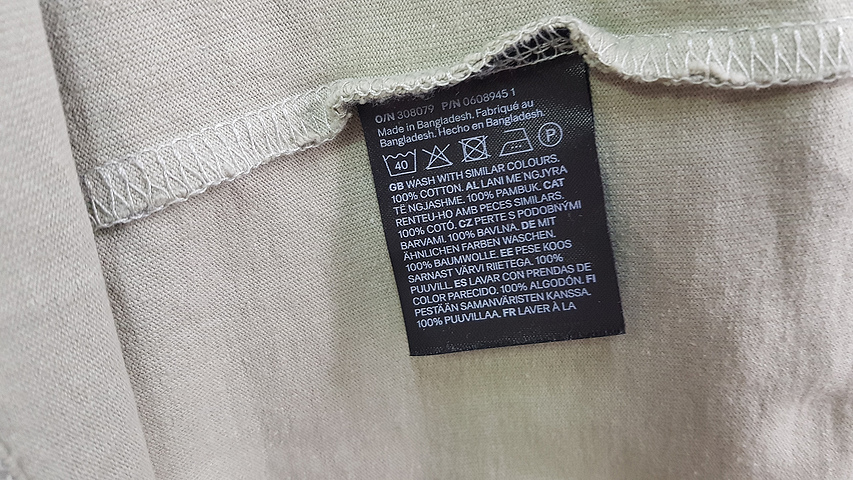 O/N 308079 P/N 0608945 1
Made in Bangladesh. Fabriqué au
Bangladesh. Hecho en Bangladesh.
40 P
GB WASH WITH SIMILAR COLOURS.
100% COTTON. AL LANI ME NGJYRA
TË NGJASHME. 100% PAMBUK. CAT
RENTEU-HO AMB PECES SIMILARS.
100% COTÓ. CZ PERTE S PODOBNÝMI
BARVAMI. 100% BAVLNA. DE MIT
ÄHNLICHEN FARBEN WASCHEN.
100% BAUMWOLLE. EE PESE KOOS
SARNAST VÄRVI RIIETEGA. 100%
PUUVILL. ES LAVAR CON PRENDAS DE
COLOR PARECIDO. 100% ALGODÓN. FI
PESTÄÄN SAMANVÄRISTEN KANSSA.
100% PUUVILLAA. FR LAVER À LA